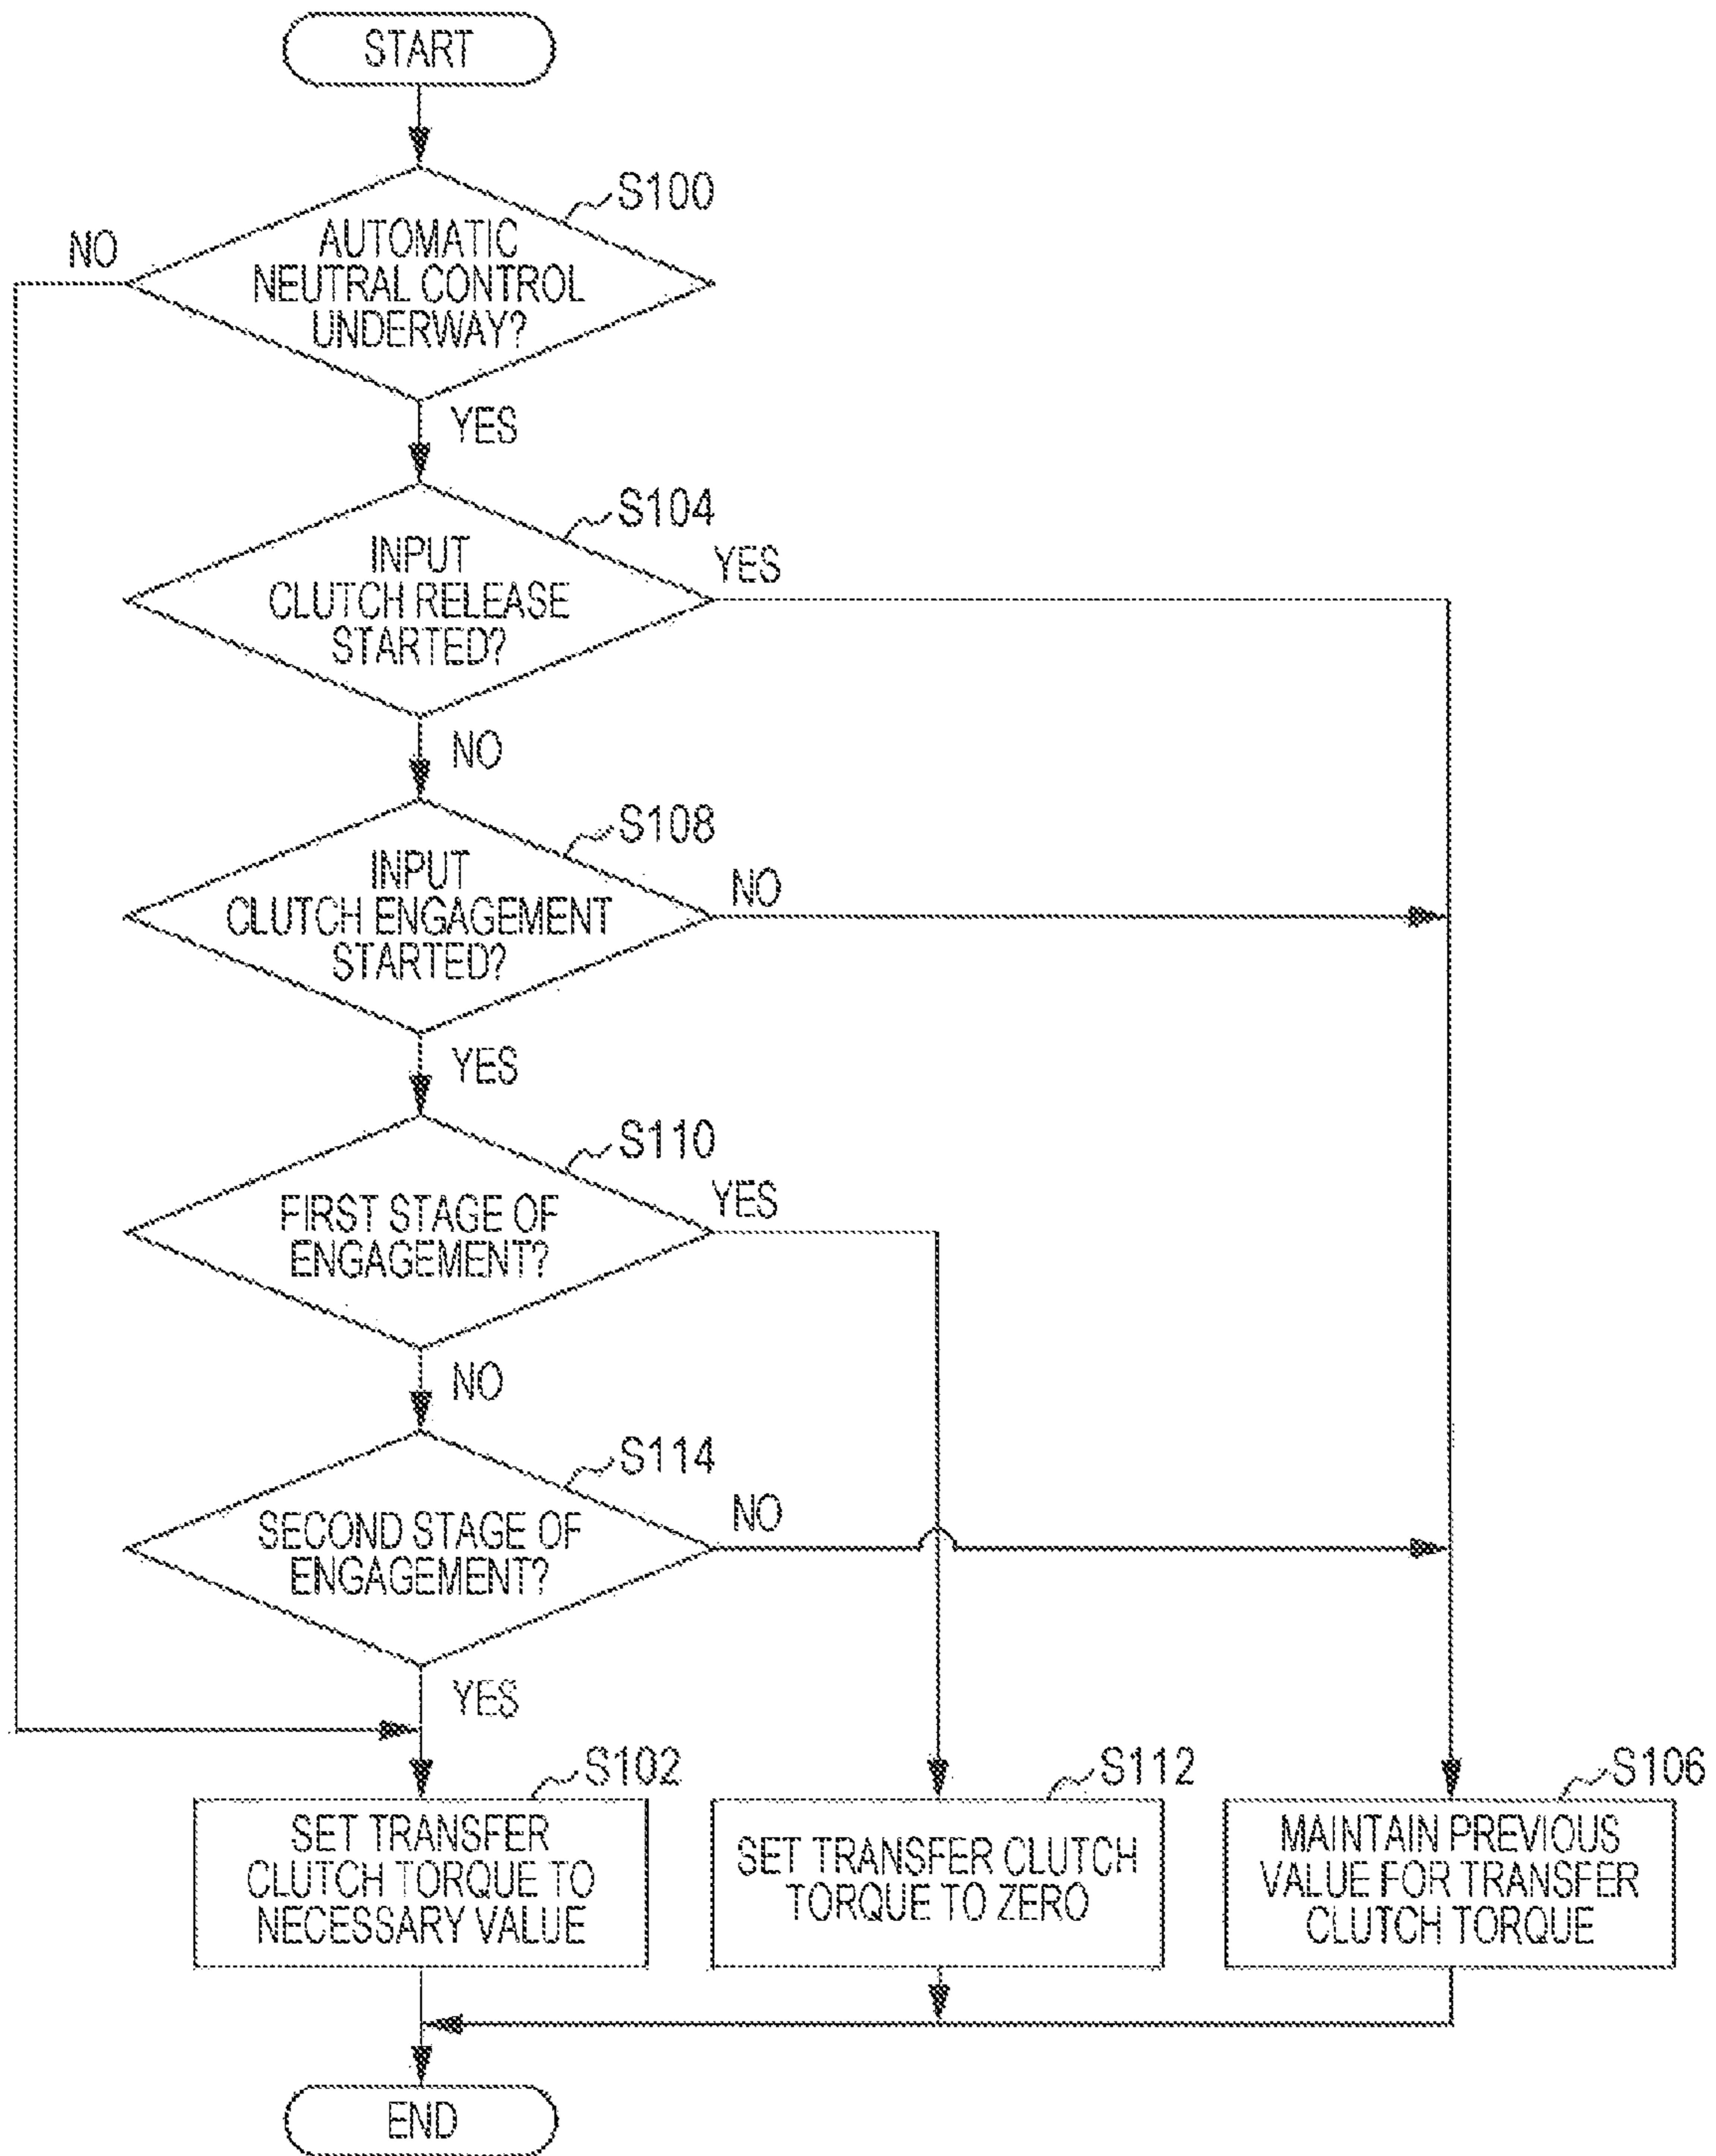 START
S100
NO
AUTOMATIC
NEUTRAL CONTROL
UNDERWAY?
YES
S104
INPUT
CLUTCH RELEASE
STARTED?
YES
NO
S108
INPUT
CLUTCH ENGAGEMENT
STARTED?
NO
YES
S110
FIRST STAGE OF
ENGAGEMENT?
YES
NO
S114
SECOND STAGE OF
ENGAGEMENT?
NO
YES
S102
SET TRANSFER
CLUTCH TORQUE TO
NECESSARY VALUE
S112
SET TRANSFER CLUTCH
TORQUE TO ZERO
S106
MAINTAIN PREVIOUS
VALUE FOR TRANSFER
CLUTCH TORQUE
END